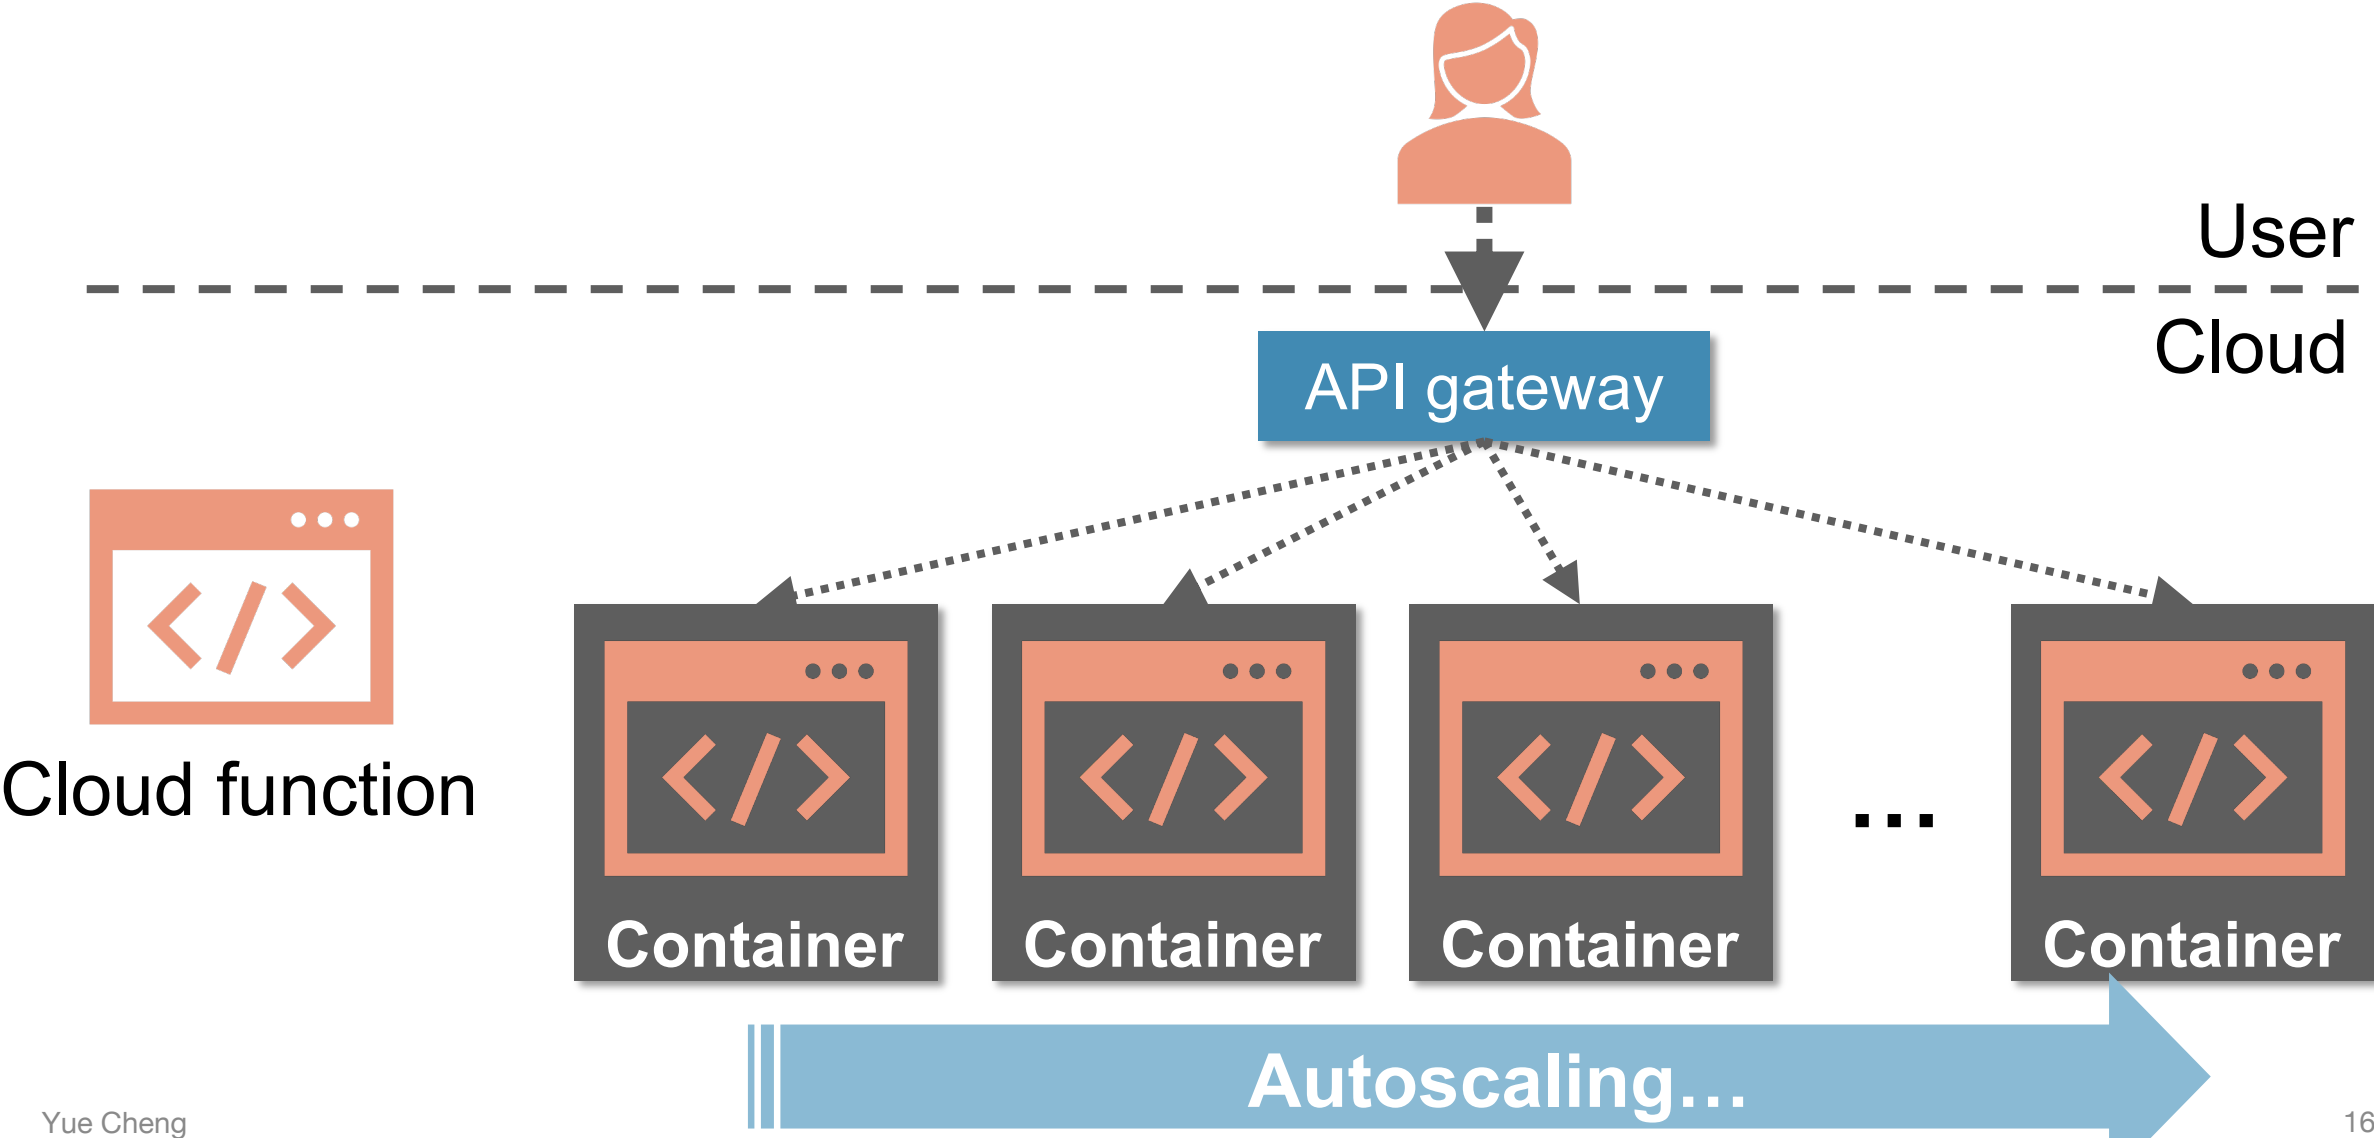 User
Cloud
API gateway
</>
Cloud function
</>
</>
</>
...
</>
Container
Container
Container
Container
Autoscaling...
Yue Cheng
16